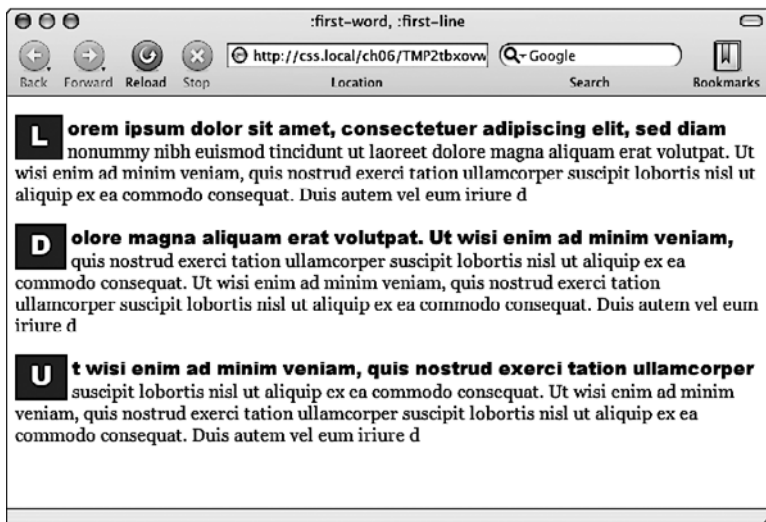 :first-word, :first-line
http://css.local/ch06/TMP2tbxovw
Google
Back Forward Reload Stop Location Search Bookmarks
Lorem ipsum dolor sit amet, consectetuer adipiscing elit, sed diam
nonummy nibh euismod tincidunt ut laoreet dolore magna aliquam erat volutpat. Ut
wisi enim ad minim veniam, quis nostrud exerci tation ullamcorper suscipit lobortis nisl ut
aliquip ex ea commodo consequat. Duis autem vel eum iriure d
Dolore magna aliquam erat volutpat. Ut wisi enim ad minim veniam,
quis nostrud exerci tation ullamcorper suscipit lobortis nisl ut aliquip ex ea
commodo consequat. Ut wisi enim ad minim veniam, quis nostrud exerci tation
ullamcorper suscipit lobortis nisl ut aliquip ex ea commodo consequat. Duis autem vel eum
iriure d
Ut wisi enim ad minim veniam, quis nostrud exerci tation ullamcorper
suscipit lobortis nisl ut aliquip ex ea commodo consequat. Ut wisi enim ad minim
veniam, quis nostrud exerci tation ullamcorper suscipit lobortis nisl ut aliquip ex ea
commodo consequat. Duis autem vel eum iriure d